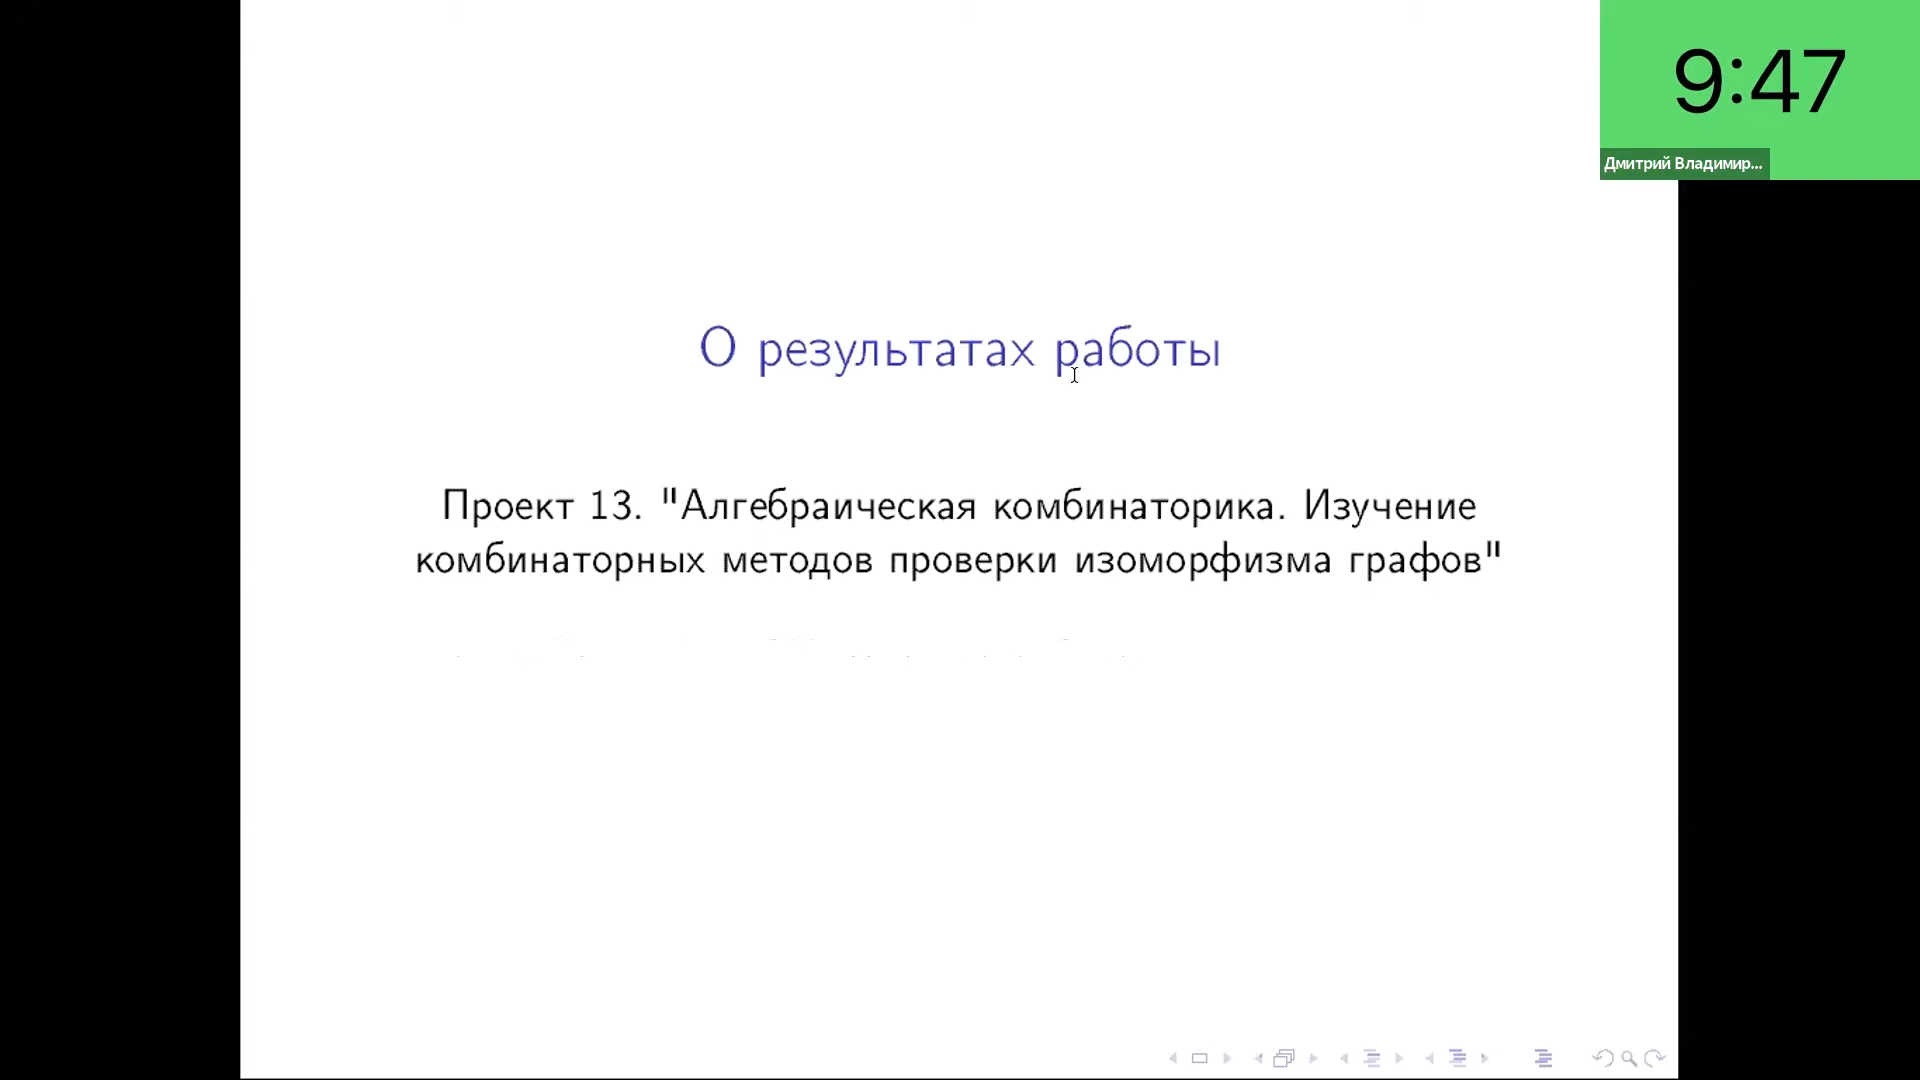 9:47
Дмитрий Владимир...
О результатах работы
Проект 13. "Алгебраическая комбинаторика. Изучение
комбинаторных методов проверки изоморфизма графов"